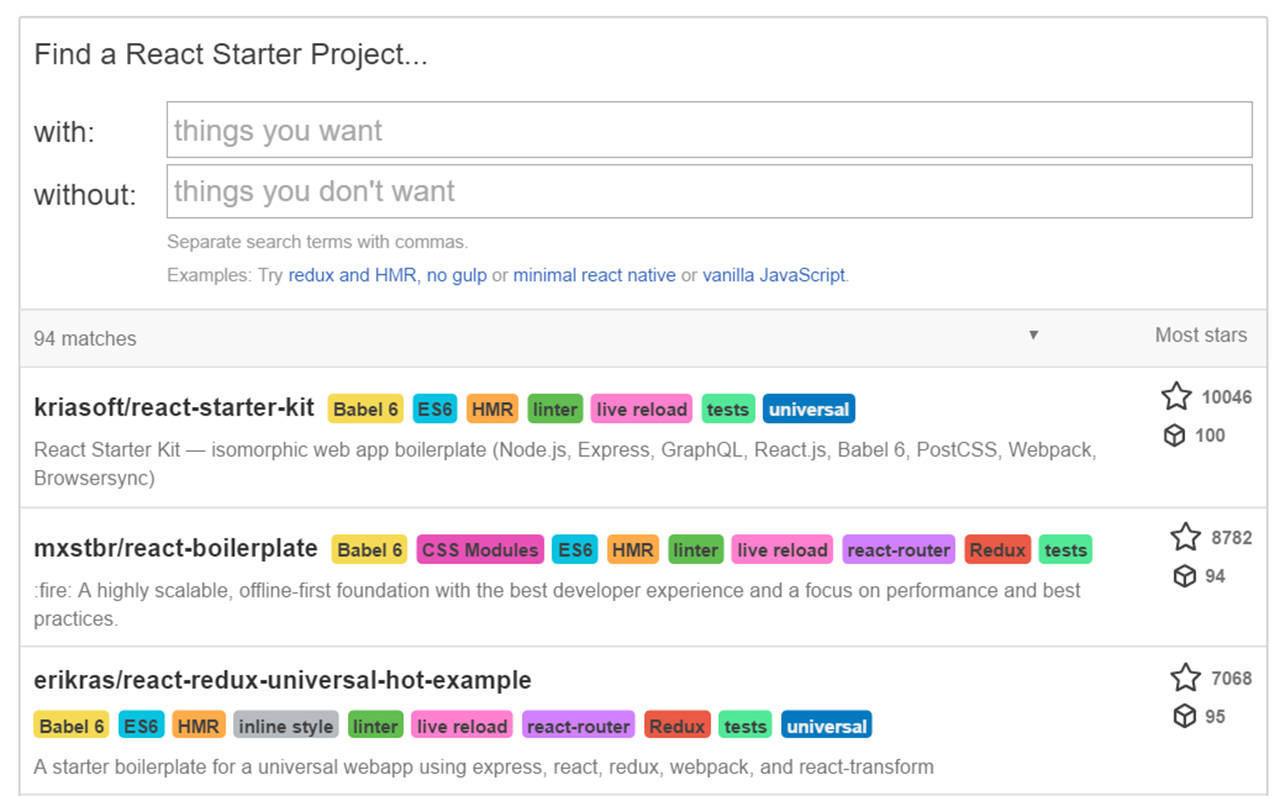 Find a React Starter Project...
with: things you want
without: things you don't want
Separate search terms with commas.
Examples: Try redux and HMR, no gulp or minimal react native or vanilla JavaScript.
94 matches ▼ Most stars
kriasoft/react-starter-kit Babel 6 ES6 HMR linter live reload tests universal 10046
100
React Starter Kit — isomorphic web app boilerplate (Node.js, Express, GraphQL, React.js, Babel 6, PostCSS, Webpack,
Browsersync)
mxstbr/react-boilerplate Babel 6 CSS Modules ES6 HMR linter live reload react-router Redux tests 8782
94
:fire: A highly scalable, offline-first foundation with the best developer experience and a focus on performance and best
practices.
erikras/react-redux-universal-hot-example 7068
95
Babel 6 ES6 HMR inline style linter live reload react-router Redux tests universal
A starter boilerplate for a universal webapp using express, react, redux, webpack, and react-transform